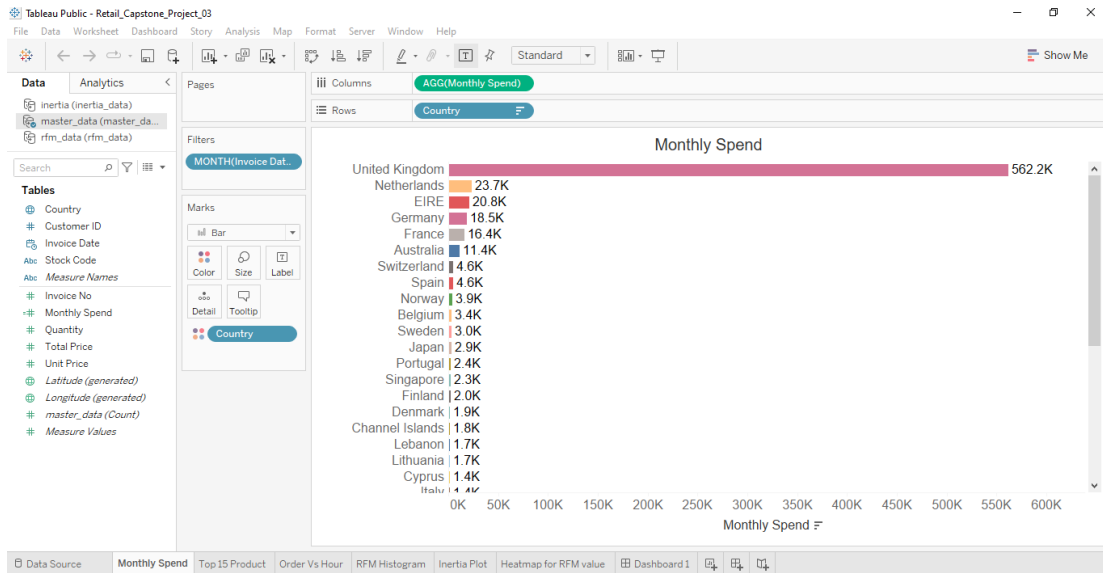 Tableau Public - Retail_Capstone_Project_03
File Data Worksheet Dashboard Story Analysis Map Format Server Window Help
Standard
Show Me
Data Analytics
inertia (inertia_data)
master_data (master_da...
rfm_data (rfm_data)
Search
Tables
Country
# Customer ID
Invoice Date
Abc Stock Code
Abc Measure Names
# Invoice No
=# Monthly Spend
# Quantity
# Total Price
# Unit Price
Latitude (generated)
Longitude (generated)
# master_data (Count)
# Measure Values
Pages
Filters
MONTH(Invoice Dat..
Marks
Bar
Color Size Label
Detail Tooltip
Country
Columns AGG(Monthly Spend)
Rows Country
Monthly Spend
United Kingdom 562.2K
Netherlands 23.7K
EIRE 20.8K
Germany 18.5K
France 16.4K
Australia 11.4K
Switzerland 4.6K
Spain 4.6K
Norway 3.9K
Belgium 3.4K
Sweden 3.0K
Japan 2.9K
Portugal 2.4K
Singapore 2.3K
Finland 2.0K
Denmark 1.9K
Channel Islands 1.8K
Lebanon 1.7K
Lithuania 1.7K
Cyprus 1.4K
Italy 1.4K
0K 50K 100K 150K 200K 250K 300K 350K 400K 450K 500K 550K 600K
Monthly Spend
Data Source Monthly Spend Top 15 Product Order Vs Hour RFM Histogram Inertia Plot Heatmap for RFM value Dashboard 1